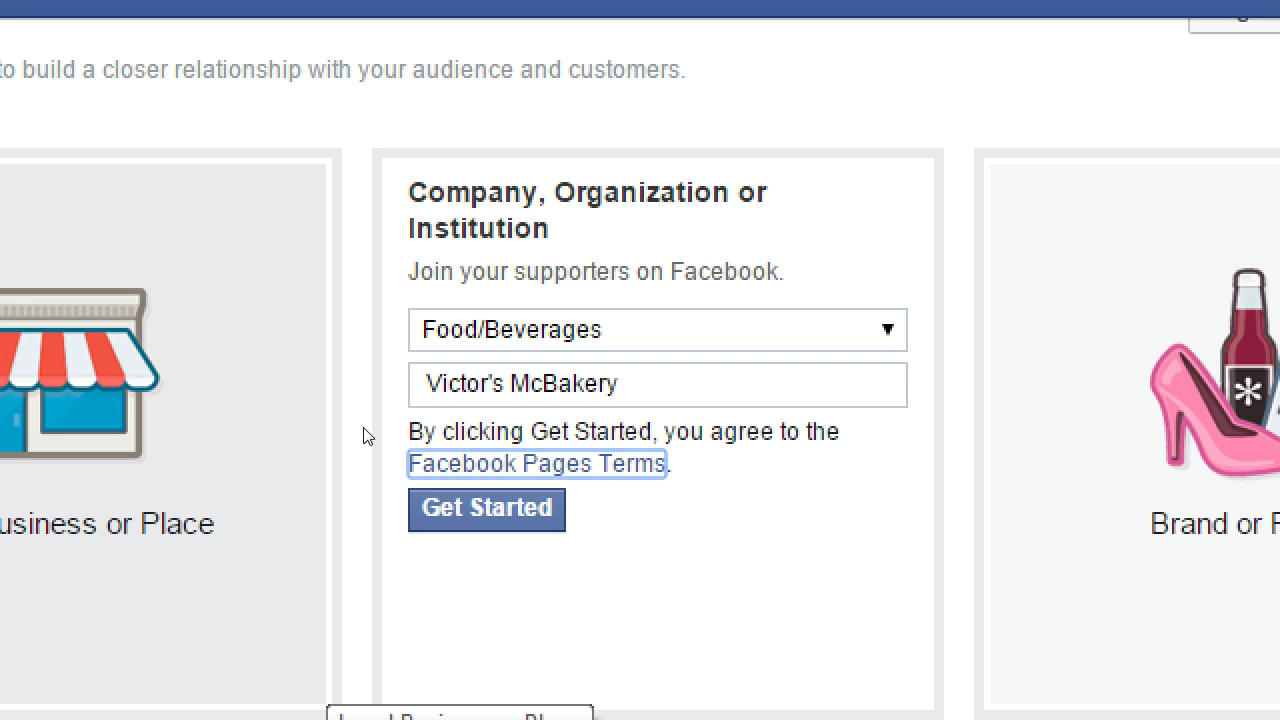 to build a closer relationship with your audience and customers.
Company, Organization or
Institution
Join your supporters on Facebook.
Food/Beverages
Victor's McBakery
By clicking Get Started, you agree to the
Facebook Pages Terms.
Get Started
or Place
Brand or